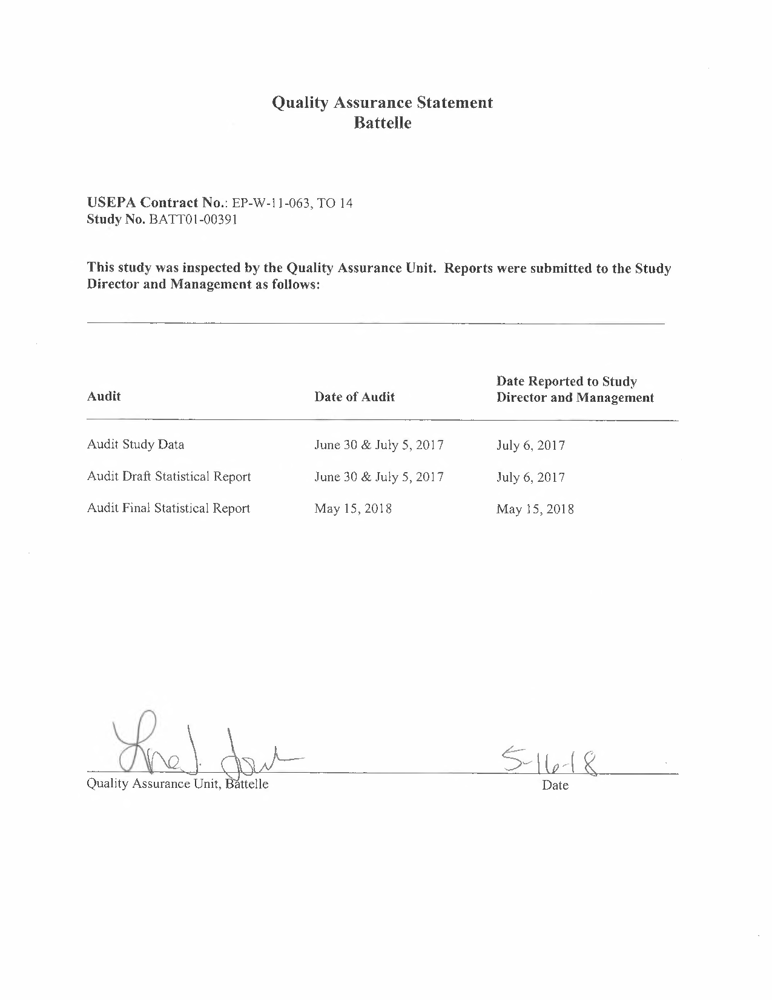 Quality Assurance Statement
Battelle
USEPA Contract No.: EP-W-11-063, TO 14
Study No. BATT01-00391
This study was inspected by the Quality Assurance Unit. Reports were submitted to the Study
Director and Management as follows:
Date Reported to Study
Audit Date of Audit Director and Management
Audit Study Data June 30 & July 5, 2017 July 6, 2017
Audit Draft Statistical Report June 30 & July 5, 2017 July 6, 2017
Audit Final Statistical Report May 15, 2018 May 15, 2018
5-16-18
Quality Assurance Unit, Battelle Date